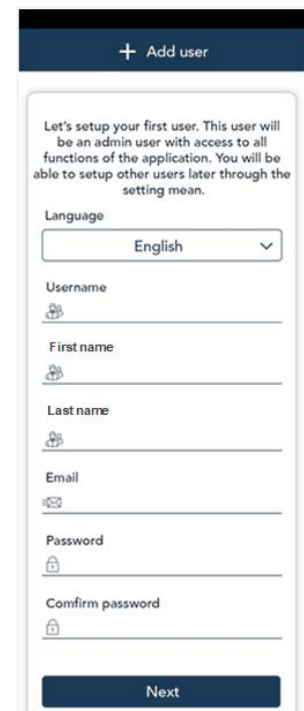 + Add user
Let's setup your first user. This user will
be an admin user with access to all
functions of the application. You will be
able to setup other users later through the
setting mean.
Language
English
Username
First name
Last name
Email
Password
Comfirm password
Next